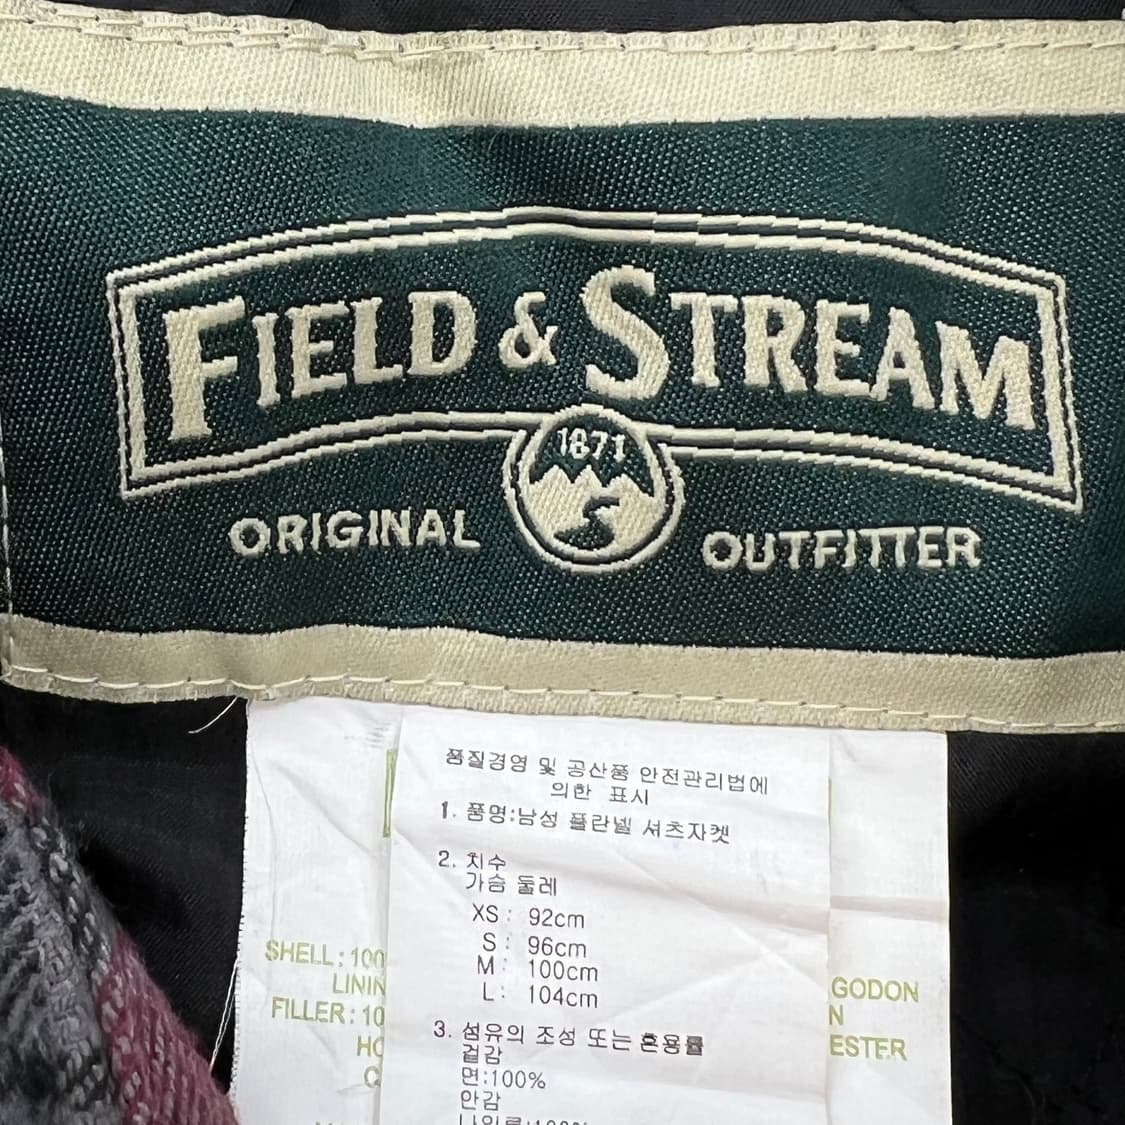 FIELD & STREAM
1871
ORIGINAL OUTFITTER
품질경영 및 공산품 안전관리법에
의한 표시
1. 품명:남성 플란넬 셔츠자켓
2. 치수
가슴 둘레
XS: 92cm
S: 96cm
M: 100cm
L: 104cm
3. 섬유의 조성 또는 혼용률
겉감
면:100%
안감
SHELL: 100
FILLER: 10
GODON
N
ESTER